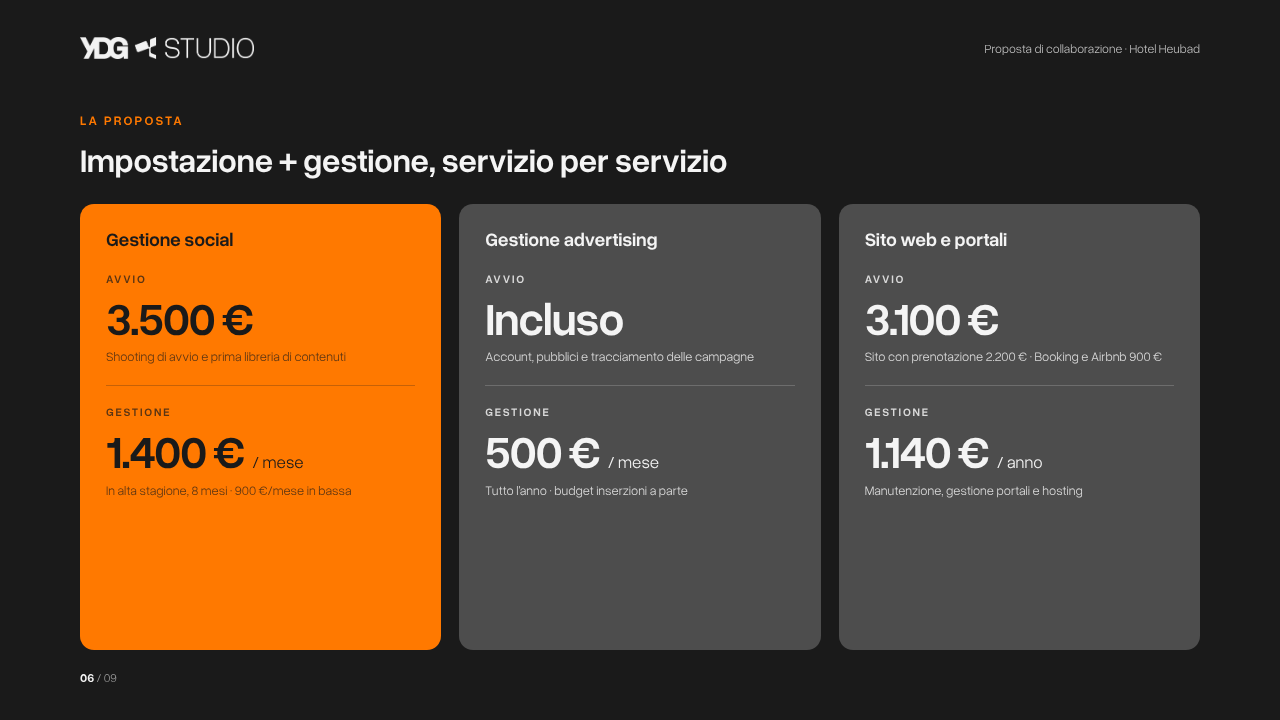 YDG STUDIO
Proposta di collaborazione · Hotel Heubad
LA PROPOSTA
Impostazione + gestione, servizio per servizio
Gestione social
AVVIO
3.500 €
Shooting di avvio e prima libreria di contenuti
GESTIONE
1.400 € / mese
In alta stagione, 8 mesi · 900 €/mese in bassa
Gestione advertising
AVVIO
Incluso
Account, pubblici e tracciamento delle campagne
GESTIONE
500 € / mese
Tutto l'anno · budget inserzioni a parte
Sito web e portali
AVVIO
3.100 €
Sito con prenotazione 2.200 € · Booking e Airbnb 900 €
GESTIONE
1.140 € / anno
Manutenzione, gestione portali e hosting
06 / 09